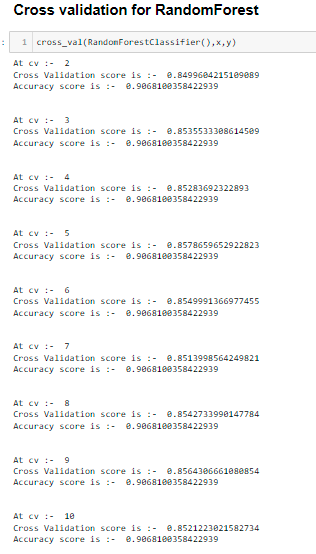 Cross validation for RandomForest
: 1 cross_val(RandomForestClassifier(),x,y)
At cv :- 2
Cross Validation score is :- 0.8499604215109089
Accuracy score is :- 0.9068100358422939
At cv :- 3
Cross Validation score is :- 0.8535533308614509
Accuracy score is :- 0.9068100358422939
At cv :- 4
Cross Validation score is :- 0.85283692322893
Accuracy score is :- 0.9068100358422939
At cv :- 5
Cross Validation score is :- 0.8578659652922823
Accuracy score is :- 0.9068100358422939
At cv :- 6
Cross Validation score is :- 0.8549991366977455
Accuracy score is :- 0.9068100358422939
At cv :- 7
Cross Validation score is :- 0.8513998564249821
Accuracy score is :- 0.9068100358422939
At cv :- 8
Cross Validation score is :- 0.8542733990147784
Accuracy score is :- 0.9068100358422939
At cv :- 9
Cross Validation score is :- 0.8564306661080854
Accuracy score is :- 0.9068100358422939
At cv :- 10
Cross Validation score is :- 0.8521223021582734
Accuracy score is :- 0.9068100358422939